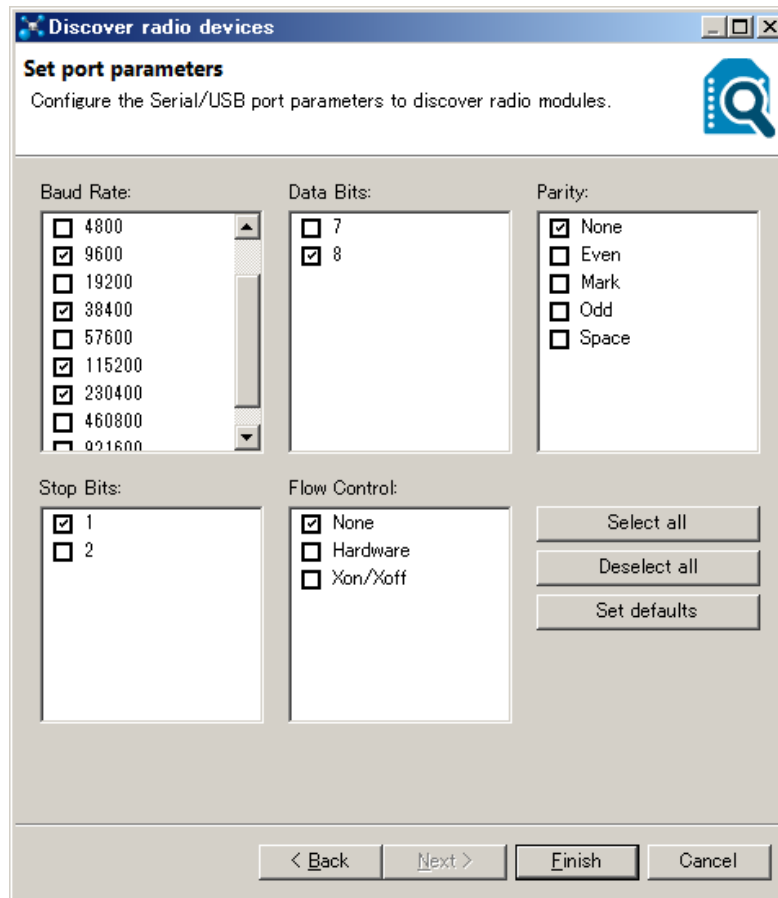 Discover radio devices
Set port parameters
Configure the Serial/USB port parameters to discover radio modules.
Baud Rate:
4800
9600
19200
38400
57600
115200
230400
460800
921600
Data Bits:
7
8
Parity:
None
Even
Mark
Odd
Space
Stop Bits:
1
2
Flow Control:
None
Hardware
Xon/Xoff
Select all
Deselect all
Set defaults
< Back
Next >
Finish
Cancel